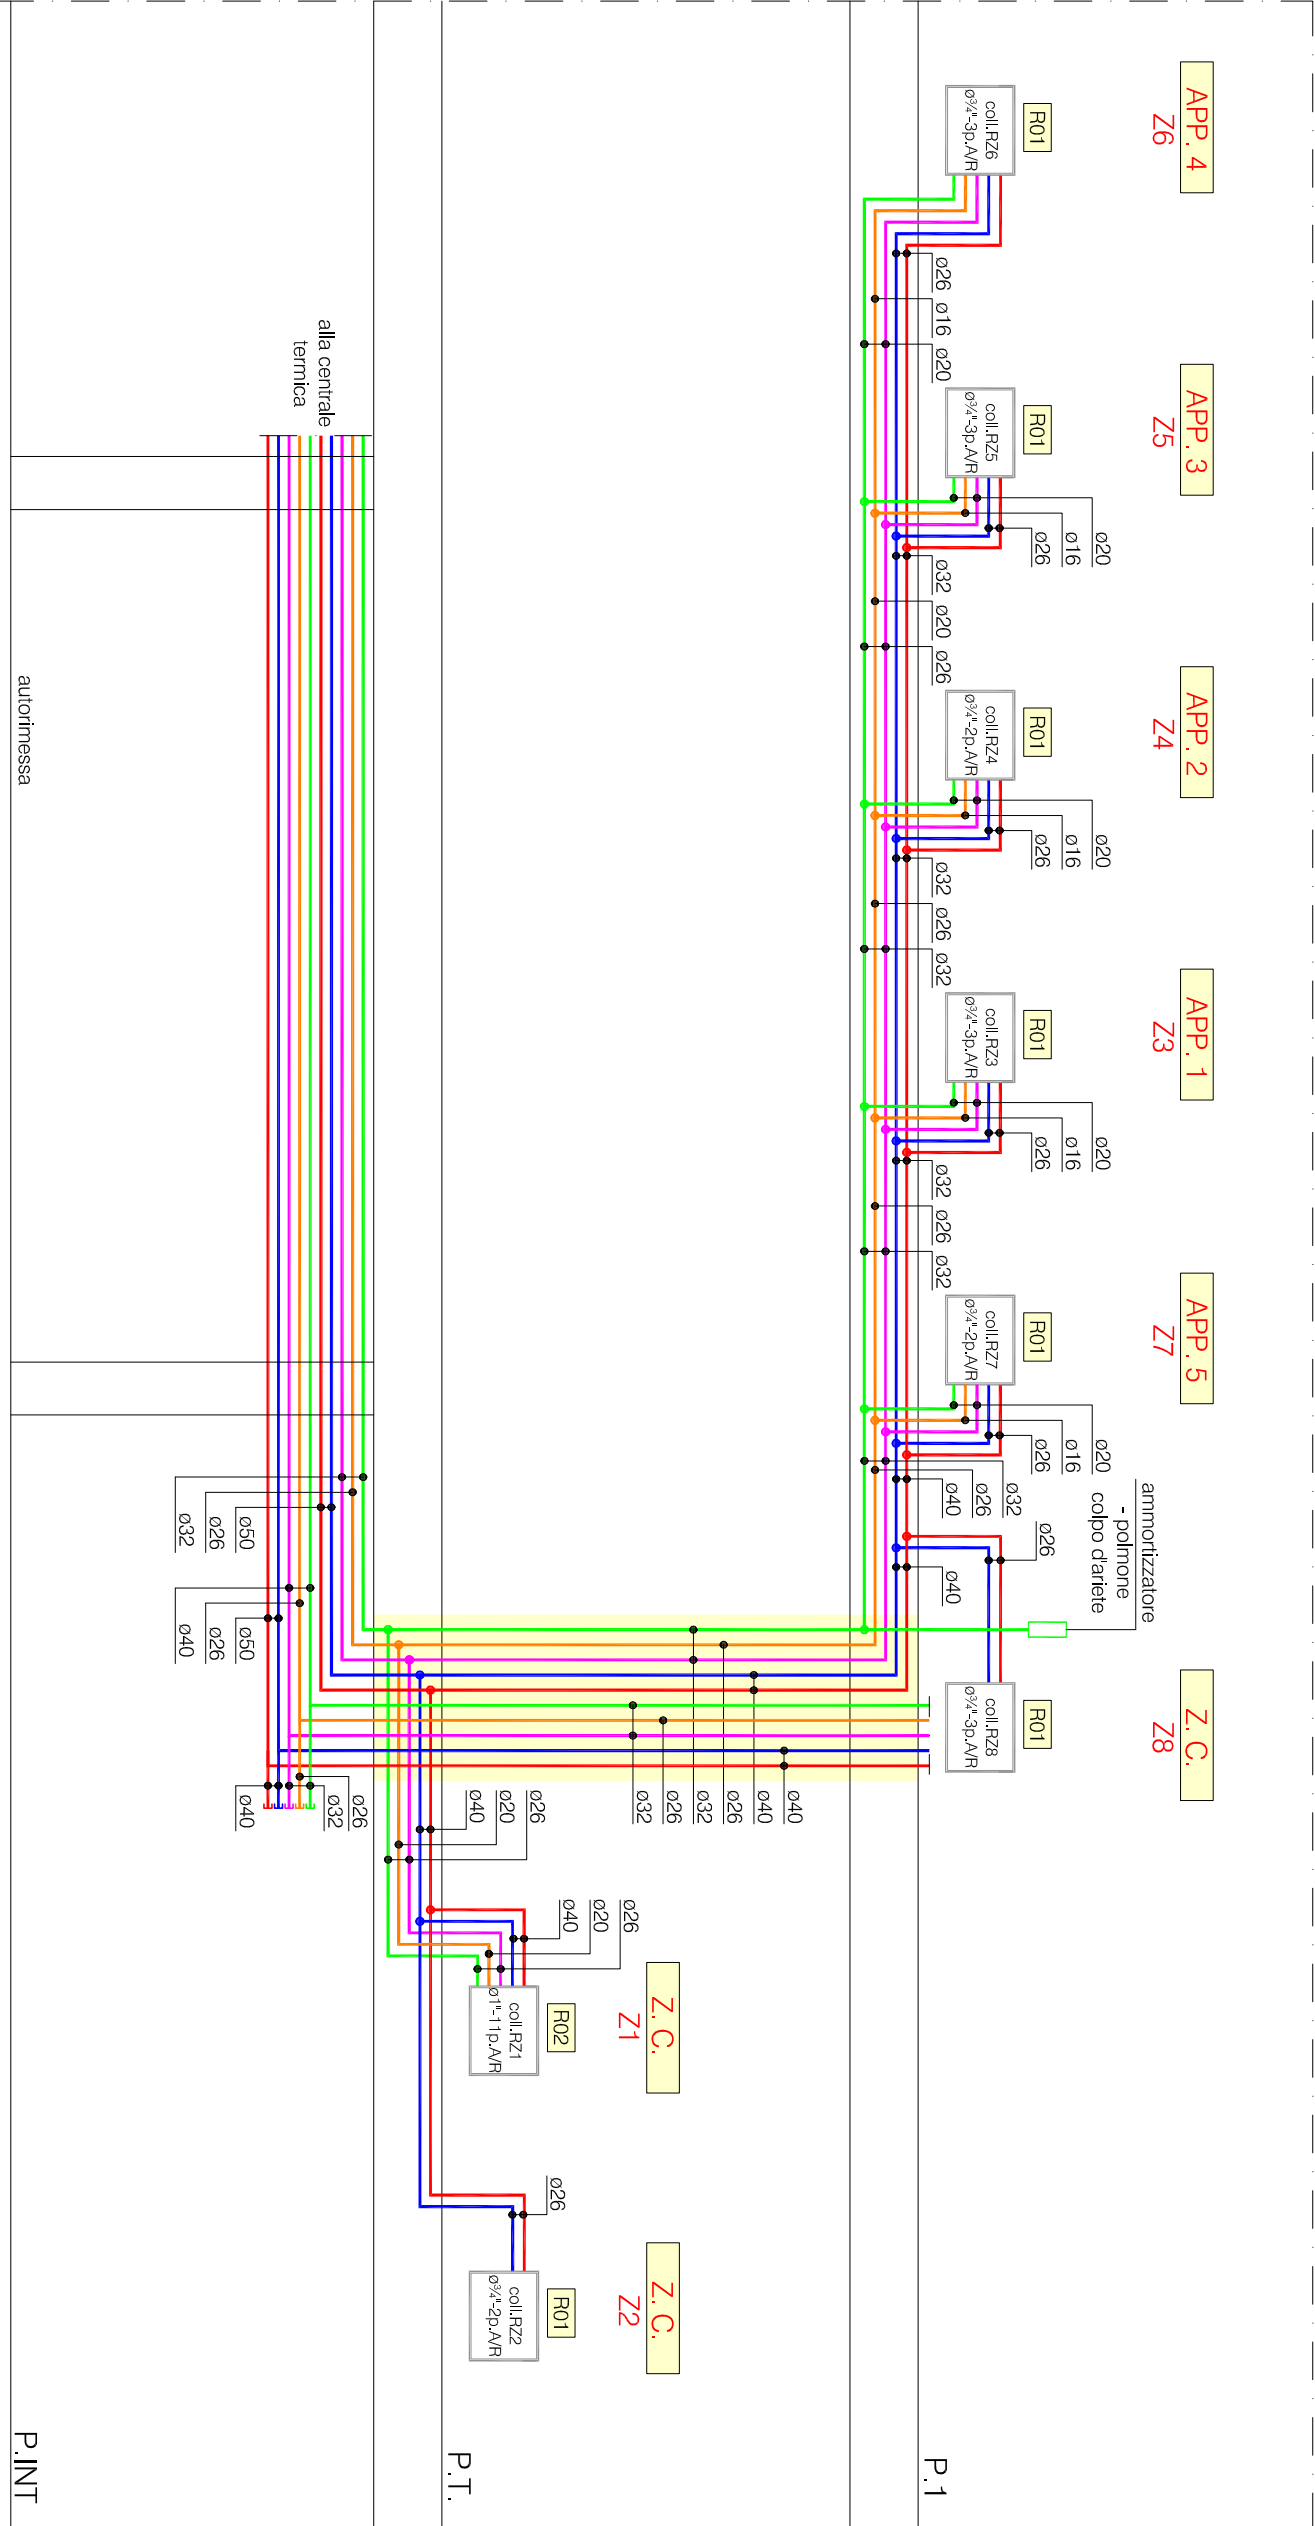 APP. 4
Z6
R01
coll.RZ6
ø¾"-3p.A/R
ø26
ø16
ø20
APP. 3
Z5
R01
coll.RZ5
ø¾"-3p.A/R
ø20
ø16
ø26
ø32
ø20
ø26
APP. 2
Z4
R01
coll.RZ4
ø¾"-2p.A/R
ø20
ø16
ø26
ø32
ø26
ø32
APP. 1
Z3
R01
coll.RZ3
ø¾"-3p.A/R
ø20
ø16
ø26
ø32
ø26
ø32
APP. 5
Z7
R01
coll.RZ7
ø¾"-2p.A/R
ø20
ø16
ø26
ø32
ø26
ø40
ammortizzatore
- polmone
colpo d'ariete
ø26
ø40
Z. C.
Z8
R01
coll.RZ8
ø¾"-3p.A/R
P.1
ø40
ø40
ø26
ø32
ø26
ø32
ø26
ø20
ø40
ø26
ø20
ø40
Z. C.
Z1
R02
coll.RZ1
ø1"-11p.A/R
ø26
Z. C.
Z2
R01
coll.RZ2
ø¾"-2p.A/R
P.T.
alla centrale
termica
ø50
ø26
ø32
ø50
ø26
ø40
ø26
ø32
ø40
autorimessa
P.INT